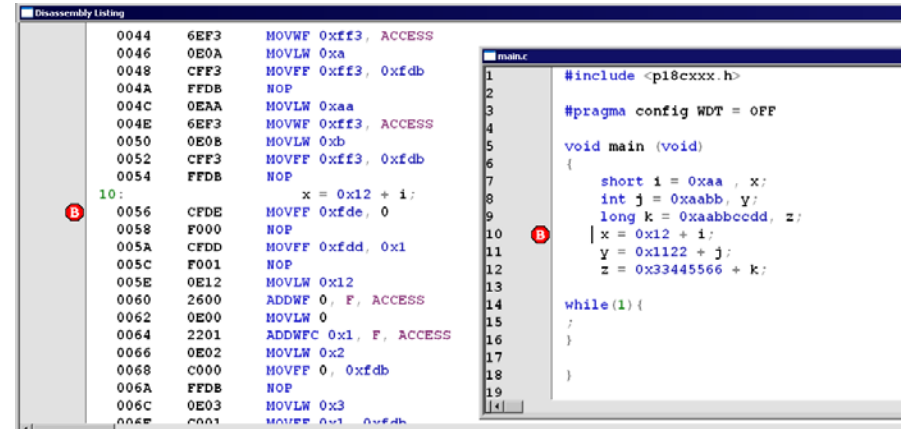 Disassembly Listing
0044 6EF3 MOVWF 0xff3, ACCESS
0046 0E0A MOVLW 0xa
0048 CFF3 MOVFF 0xff3, 0xfdb
004A FFDB NOP
004C 0EAA MOVLW 0xaa
004E 6EF3 MOVWF 0xff3, ACCESS
0050 0E0B MOVLW 0xb
0052 CFF3 MOVFF 0xff3, 0xfdb
0054 FFDB NOP
10: x = 0x12 + i;
B 0056 CFDE MOVFF 0xfde, 0
0058 F000 NOP
005A CFDD MOVFF 0xfdd, 0x1
005C F001 NOP
005E 0E12 MOVLW 0x12
0060 2600 ADDWF 0, F, ACCESS
0062 0E00 MOVLW 0
0064 2201 ADDWFC 0x1, F, ACCESS
0066 0E02 MOVLW 0x2
0068 C000 MOVFF 0, 0xfdb
006A FFDB NOP
006C 0E03 MOVLW 0x3
006E C001 MOVFF 0x1, 0xfdb
main.c
1 #include <p18cxxx.h>
2
3 #pragma config WDT = OFF
4
5 void main (void)
6 {
7 short i = 0xaa , x;
8 int j = 0xaabb, y;
9 long k = 0xaabbccdd, z;
10 B x = 0x12 + i;
11 y = 0x1122 + j;
12 z = 0x33445566 + k;
13
14 while(1){
15 ;
16 }
17
18 }
19